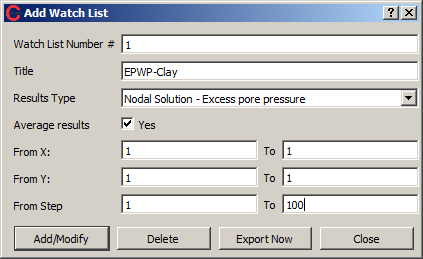 Add Watch List
Watch List Number # 1
Title EPWP-Clay
Results Type Nodal Solution - Excess pore pressure
Average results Yes
From X: 1 To 1
From Y: 1 To 1
From Step 1 To 100
Add/Modify Delete Export Now Close